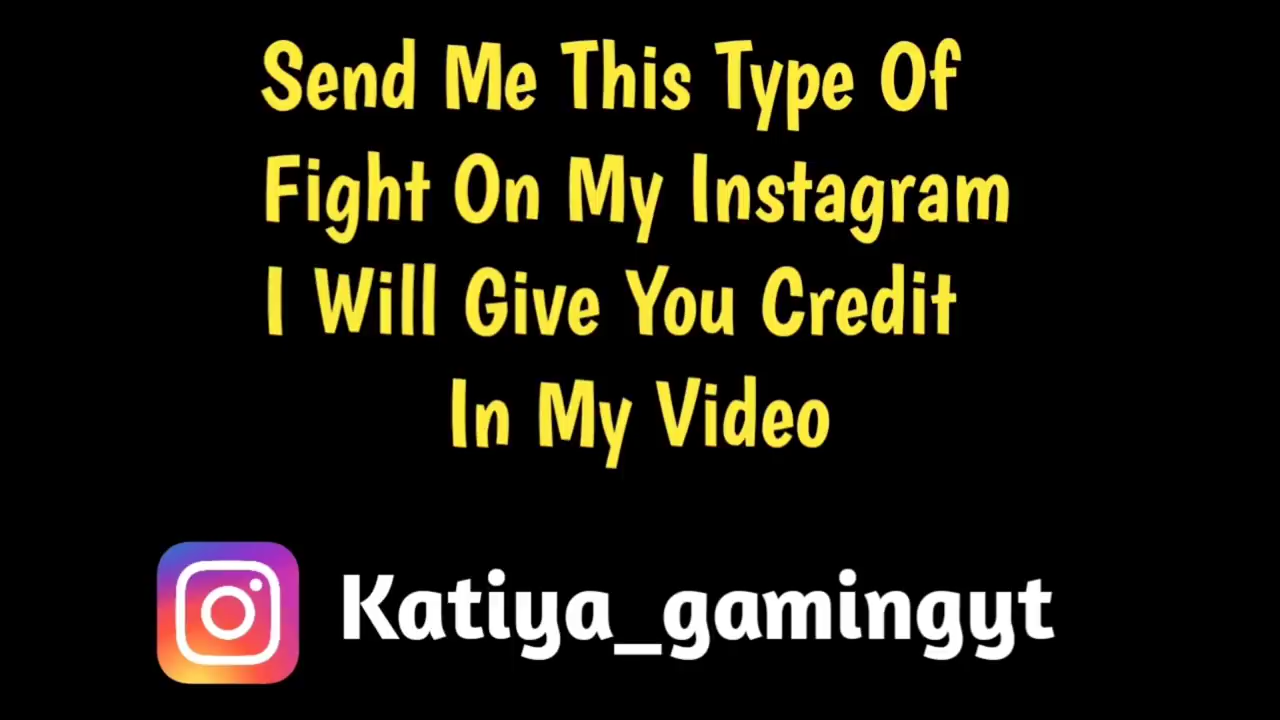 Send Me This Type Of
Fight On My Instagram
I Will Give You Credit
In My Video
Katiya_gamingyt